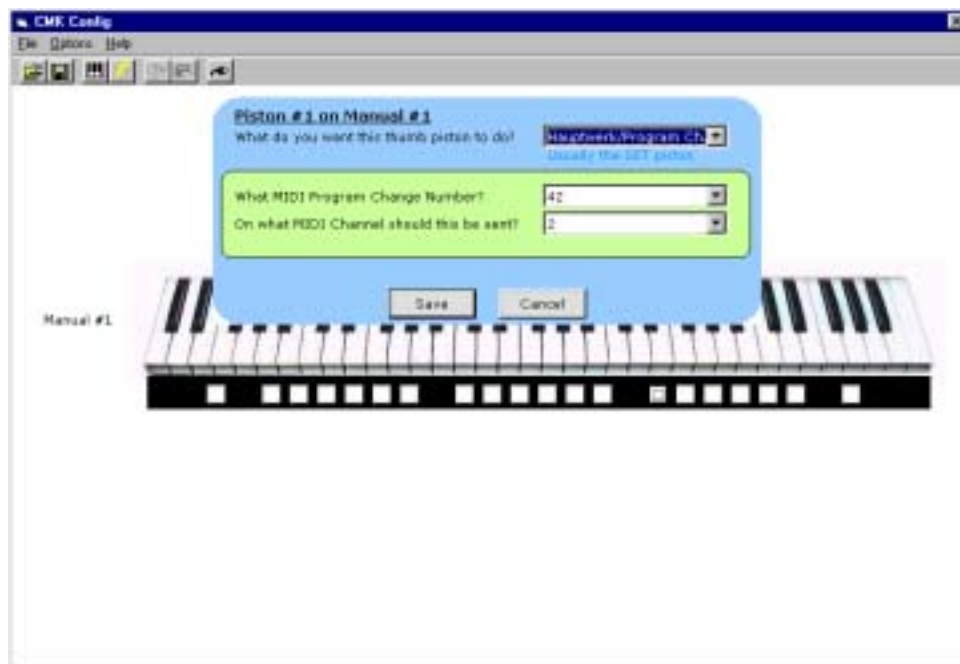 CMK Config
File Options Help
Piston #1 on Manual #1
What do you want this thumb piston to do?
Hauptwerk/Program Ch
Usually the SET piston
What MIDI Program Change Number?
42
On what MIDI Channel should this be sent?
2
Save Cancel
Manual #1